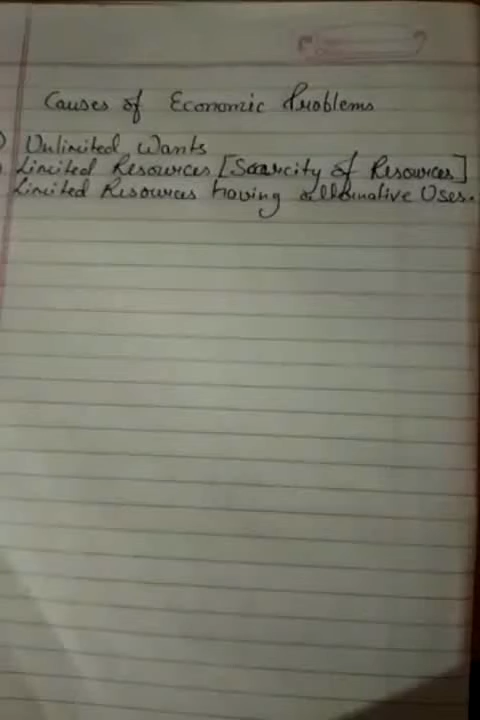 Causes of Economic Problems
) Unlimited Wants
Limited Resources [Scarcity of Resources]
Limited Resources having alternative Uses.